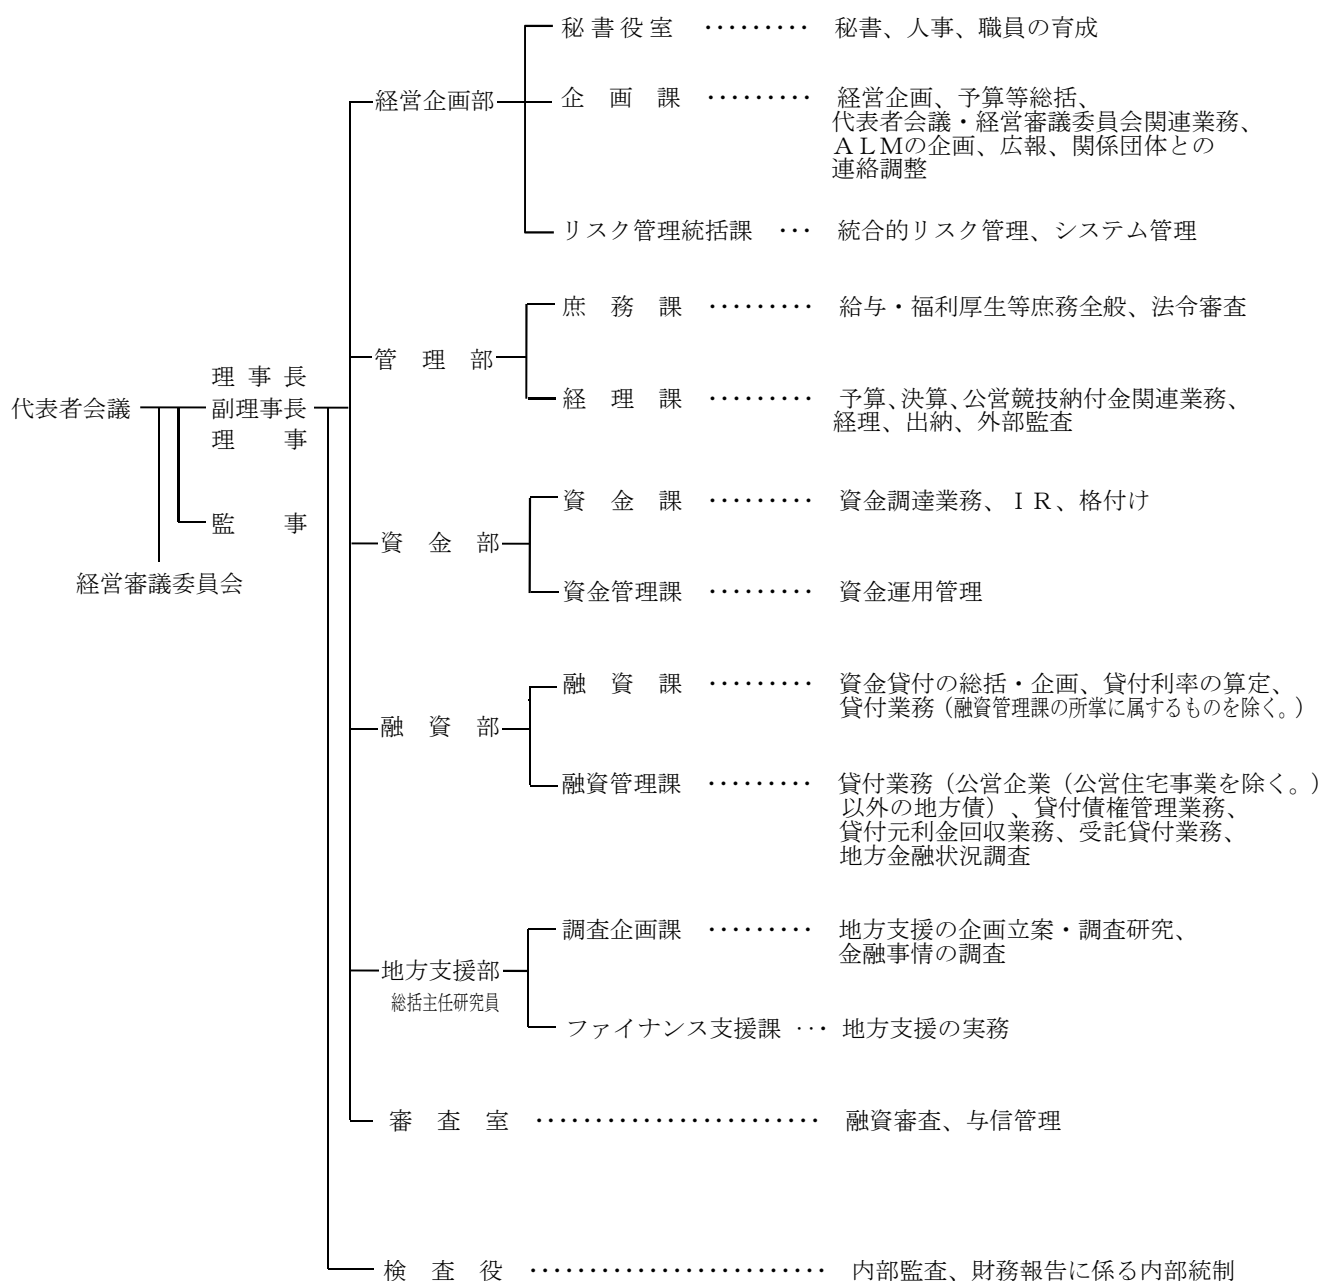 秘書役室 ‥‥‥‥‥ 秘書、人事、職員の育成
経営企画部
企　画　課 ‥‥‥‥‥ 経営企画、予算等総括、
代表者会議・経営審議委員会関連業務、
ＡＬＭの企画、広報、関係団体との
連絡調整
リスク管理統括課 ･･･ 統合的リスク管理、システム管理
庶　務　課 ‥‥‥‥‥ 給与・福利厚生等庶務全般、法令審査
管　理　部
理事長
代表者会議
副理事長
理　　事
経　理　課 ‥‥‥‥‥ 予算、決算、公営競技納付金関連業務、
経理、出納、外部監査
資　金　課 ‥‥‥‥‥ 資金調達業務、ＩＲ、格付け
監　　事
資　金　部
経営審議委員会
資金管理課 ‥‥‥‥‥ 資金運用管理
融　資　課 ‥‥‥‥‥ 資金貸付の総括・企画、貸付利率の算定、
貸付業務（融資管理課の所掌に属するものを除く。）
融　資　部
融資管理課 ‥‥‥‥‥ 貸付業務（公営企業（公営住宅事業を除く。）
以外の地方債）、貸付債権管理業務、
貸付元利金回収業務、受託貸付業務、
地方金融状況調査
調査企画課 ‥‥‥‥‥ 地方支援の企画立案・調査研究、
金融事情の調査
地方支援部
総括主任研究員
ファイナンス支援課 ･･･ 地方支援の実務
審　査　室 ‥‥‥‥‥‥‥‥‥‥‥‥ 融資審査、与信管理
検　査　役 ‥‥‥‥‥‥‥‥‥‥‥‥‥ 内部監査、財務報告に係る内部統制